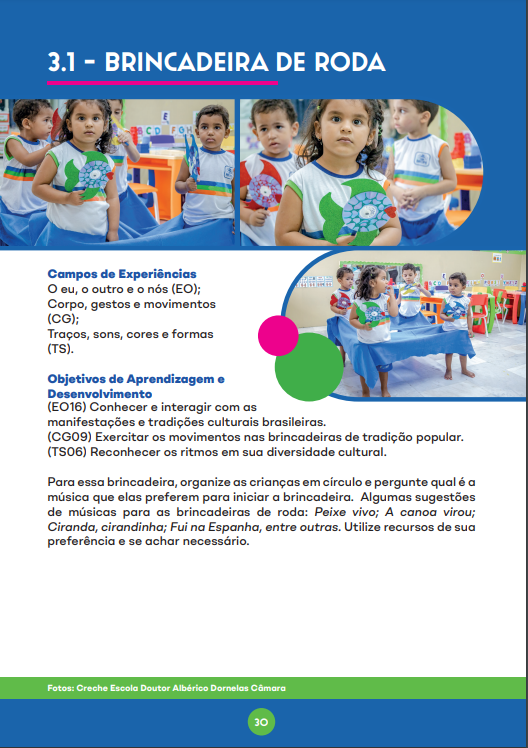 3.1 - BRINCADEIRA DE RODA
Campos de Experiências
O eu, o outro e o nós (EO);
Corpo, gestos e movimentos
(CG);
Traços, sons, cores e formas
(TS).
Objetivos de Aprendizagem e
Desenvolvimento
(EO16) Conhecer e interagir com as
manifestações e tradições culturais brasileiras.
(CG09) Exercitar os movimentos nas brincadeiras de tradição popular.
(TS06) Reconhecer os ritmos em sua diversidade cultural.
Para essa brincadeira, organize as crianças em círculo e pergunte qual é a
música que elas preferem para iniciar a brincadeira. Algumas sugestões
de músicas para as brincadeiras de roda: Peixe vivo; A canoa virou;
Ciranda, cirandinha; Fui na Espanha, entre outras. Utilize recursos de sua
preferência e se achar necessário.
Fotos: Creche Escola Doutor Albérico Dornelas Câmara
30